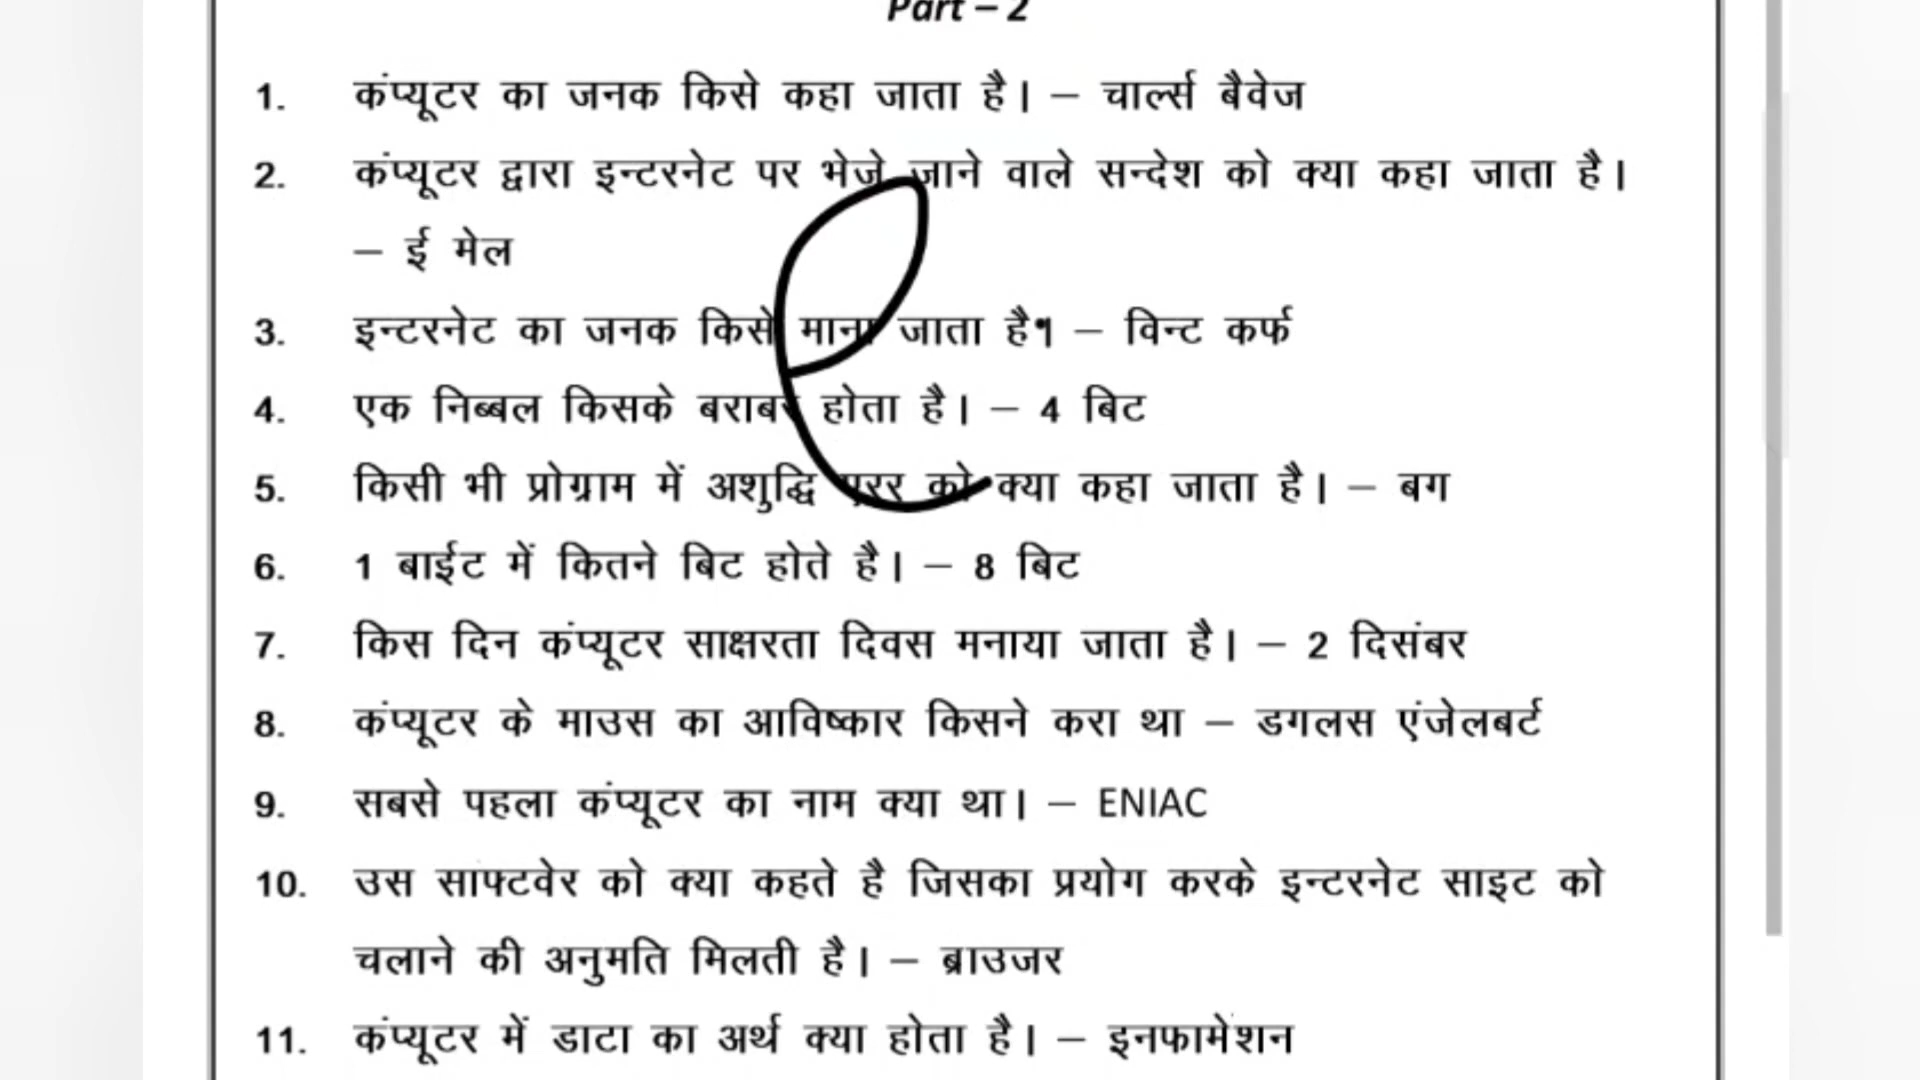 Part – 2
1. कंप्यूटर का जनक किसे कहा जाता है। – चार्ल्स बैवेज
2. कंप्यूटर द्वारा इन्टरनेट पर भेजे जाने वाले सन्देश को क्या कहा जाता है।
– ई मेल
3. इन्टरनेट का जनक किसे माना जाता है¶ – विन्ट कर्फ
4. एक निब्बल किसके बराबर होता है। – 4 बिट
5. किसी भी प्रोग्राम में अशुद्धि एरर को क्या कहा जाता है। – बग
6. 1 बाईट में कितने बिट होते है। – 8 बिट
7. किस दिन कंप्यूटर साक्षरता दिवस मनाया जाता है। – 2 दिसंबर
8. कंप्यूटर के माउस का आविष्कार किसने करा था – डगलस एंजेलबर्ट
9. सबसे पहला कंप्यूटर का नाम क्या था। – ENIAC
10. उस साफ्टवेर को क्या कहते है जिसका प्रयोग करके इन्टरनेट साइट को
चलाने की अनुमति मिलती है। – ब्राउजर
11. कंप्यूटर में डाटा का अर्थ क्या होता है। – इनफार्मेशन